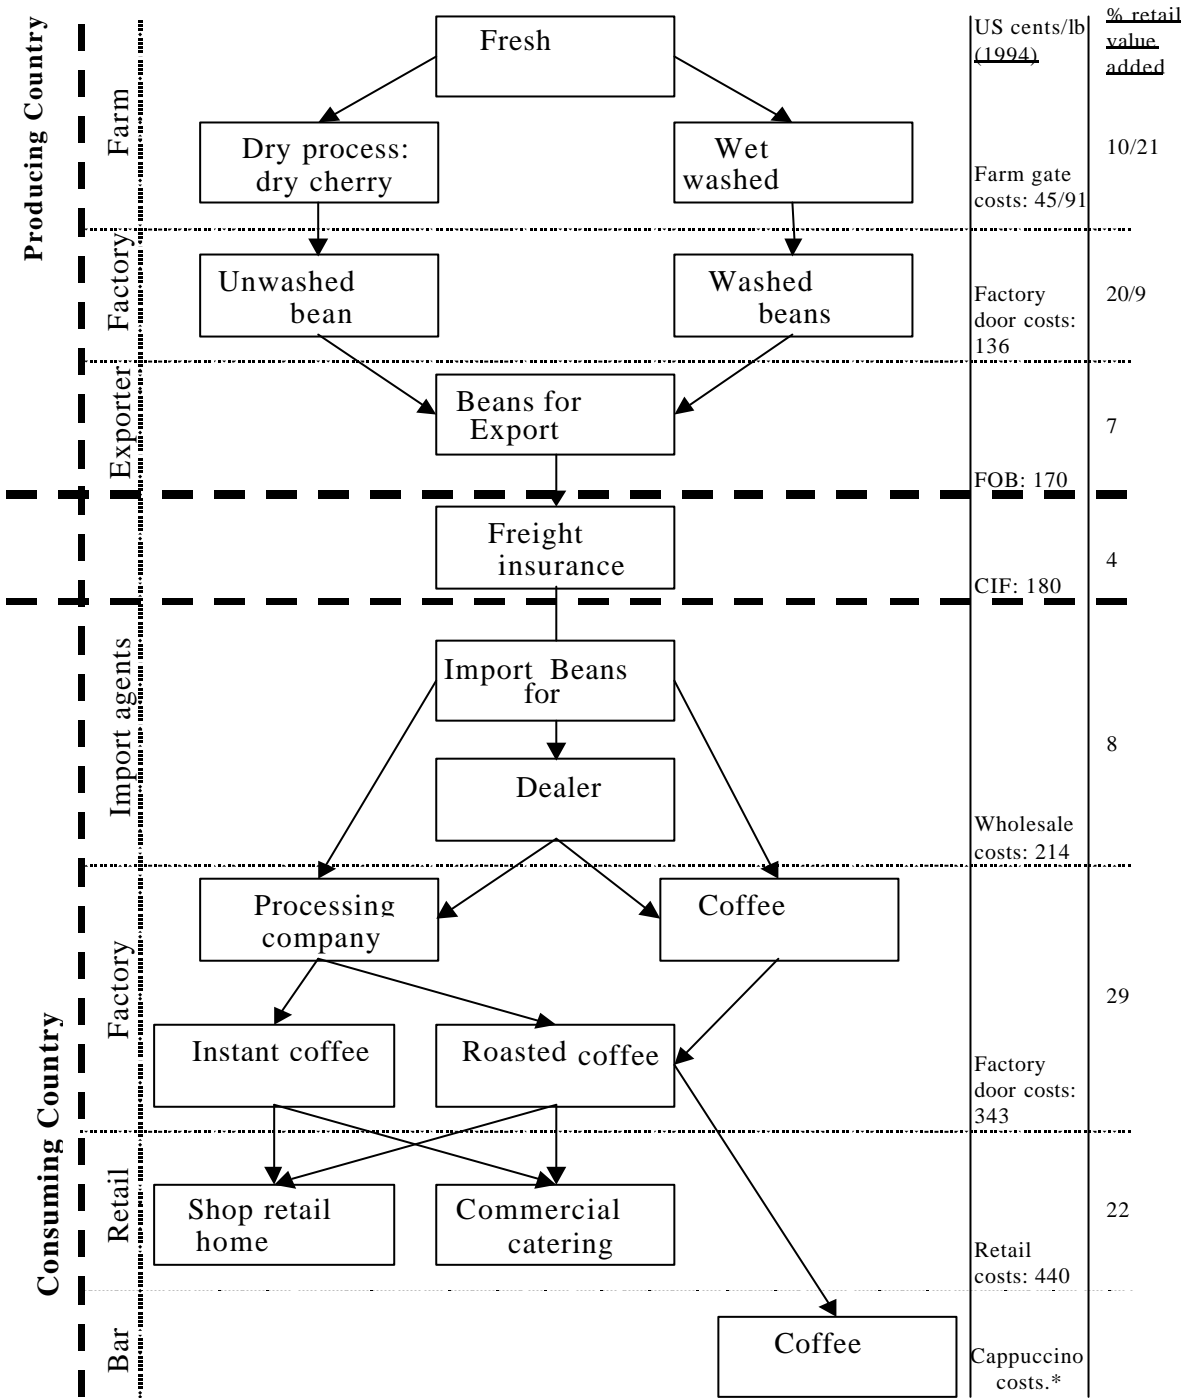 Fresh
US cents/lb
(1994)
% retail
value
added
Producing Country
Farm
Dry process:
dry cherry
Wet
washed
Farm gate
costs: 45/91
10/21
Factory
Unwashed
bean
Washed
beans
Factory
door costs:
136
20/9
Exporter
Beans for
Export
FOB: 170
7
Freight
insurance
CIF: 180
4
Import agents
Import Beans
for
Dealer
Wholesale
costs: 214
8
Consuming Country
Factory
Processing
company
Coffee
Instant coffee
Roasted coffee
Factory
door costs:
343
29
Retail
Shop retail
home
Commercial
catering
Retail
costs: 440
22
Bar
Coffee
Cappuccino
costs.*